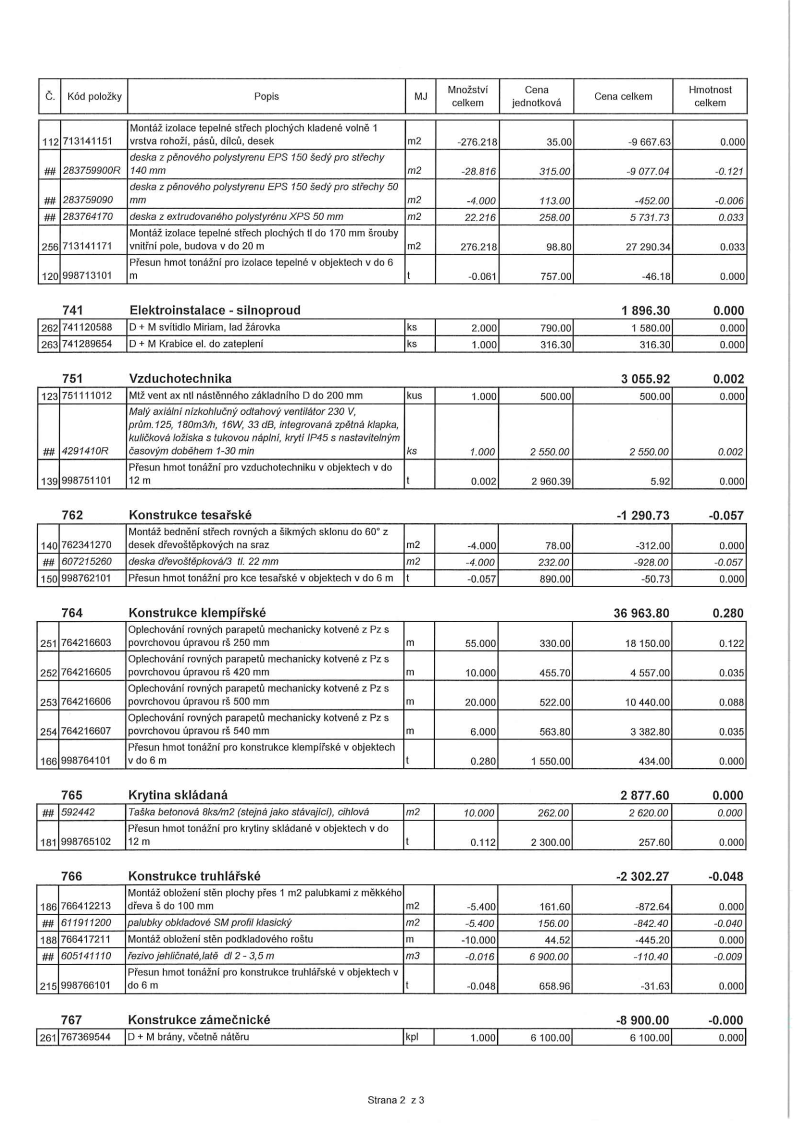 Č. Kód položky Popis MJ Množství celkem Cena jednotková Cena celkem Hmotnost celkem
Montáž izolace tepelné střech plochých kladené volně 1
112 713141151 vrstva rohoží, pásů, dílců, desek m2 -276.218 35.00 -9 667.63 0.000
deska z pěnového polystyrenu EPS 150 šedý pro střechy
## 283759900R 140 mm m2 -28.816 315.00 -9 077.04 -0.121
deska z pěnového polystyrenu EPS 150 šedý pro střechy 50
## 283759090 mm m2 -4.000 113.00 -452.00 -0.006
## 283764170 deska z extrudovaného polystyrénu XPS 50 mm m2 22.216 258.00 5 731.73 0.033
Montáž izolace tepelné střech plochých tl do 170 mm šrouby
256 713141171 vnitřní pole, budova v do 20 m m2 276.218 98.80 27 290.34 0.033
Přesun hmot tonážní pro izolace tepelné v objektech v do 6
120 998713101 m t -0.061 757.00 -46.18 0.000
741 Elektroinstalace - silnoproud 1 896.30 0.000
262 741120588 D + M svítidlo Miriam, lad žárovka ks 2.000 790.00 1 580.00 0.000
263 741289654 D + M Krabice el. do zateplení ks 1.000 316.30 316.30 0.000
751 Vzduchotechnika 3 055.92 0.002
123 751111012 Mtž vent ax ntl nástěnného základního D do 200 mm kus 1.000 500.00 500.00 0.000
Malý axiální nízkohlučný odtahový ventilátor 230 V,
prům.125, 180m3/h, 16W, 33 dB, integrovaná zpětná klapka,
kuličková ložiska s tukovou náplní, krytí IP45 s nastavitelným
## 4291410R časovým doběhem 1-30 min ks 1.000 2 550.00 2 550.00 0.002
Přesun hmot tonážní pro vzduchotechniku v objektech v do
139 998751101 12 m t 0.002 2 960.39 5.92 0.000
762 Konstrukce tesařské -1 290.73 -0.057
Montáž bednění střech rovných a šikmých sklonu do 60° z
140 762341270 desek dřevoštěpkových na sraz m2 -4.000 78.00 -312.00 0.000
## 607215260 deska dřevoštěpková/3 tl. 22 mm m2 -4.000 232.00 -928.00 -0.057
150 998762101 Přesun hmot tonážní pro kce tesařské v objektech v do 6 m t -0.057 890.00 -50.73 0.000
764 Konstrukce klempířské 36 963.80 0.280
Oplechování rovných parapetů mechanicky kotvené z Pz s
251 764216603 povrchovou úpravou rš 250 mm m 55.000 330.00 18 150.00 0.122
Oplechování rovných parapetů mechanicky kotvené z Pz s
252 764216605 povrchovou úpravou rš 420 mm m 10.000 455.70 4 557.00 0.035
Oplechování rovných parapetů mechanicky kotvené z Pz s
253 764216606 povrchovou úpravou rš 500 mm m 20.000 522.00 10 440.00 0.088
Oplechování rovných parapetů mechanicky kotvené z Pz s
254 764216607 povrchovou úpravou rš 540 mm m 6.000 563.80 3 382.80 0.035
Přesun hmot tonážní pro konstrukce klempířské v objektech
166 998764101 v do 6 m t 0.280 1 550.00 434.00 0.000
765 Krytina skládaná 2 877.60 0.000
## 592442 Taška betonová 8ks/m2 (stejná jako stávající), cihlová m2 10.000 262.00 2 620.00 0.000
Přesun hmot tonážní pro krytiny skládané v objektech v do
181 998765102 12 m t 0.112 2 300.00 257.60 0.000
766 Konstrukce truhlářské -2 302.27 -0.048
Montáž obložení stěn plochy přes 1 m2 palubkami z měkkého
186 766412213 dřeva š do 100 mm m2 -5.400 161.60 -872.64 0.000
## 611911200 palubky obkladové SM profil klasický m2 -5.400 156.00 -842.40 -0.040
188 766417211 Montáž obložení stěn podkladového roštu m -10.000 44.52 -445.20 0.000
## 605141110 řezivo jehličnaté,latě dl 2 - 3,5 m m3 -0.016 6 900.00 -110.40 -0.009
Přesun hmot tonážní pro konstrukce truhlářské v objektech v
215 998766101 do 6 m t -0.048 658.96 -31.63 0.000
767 Konstrukce zámečnické -8 900.00 -0.000
261 767369544 D + M brány, včetně nátěru kpl 1.000 6 100.00 6 100.00 0.000
Strana 2 z 3